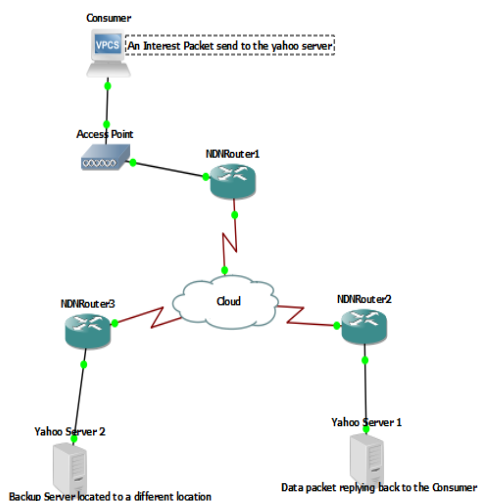 Consumer
VPCS
An Interest Packet send to the yahoo server
Access Point
NDNRouter1
Cloud
NDNRouter3
NDNRouter2
Yahoo Server 2
Yahoo Server 1
Backup Server located to a different location
Data packet replying back to the Consumer